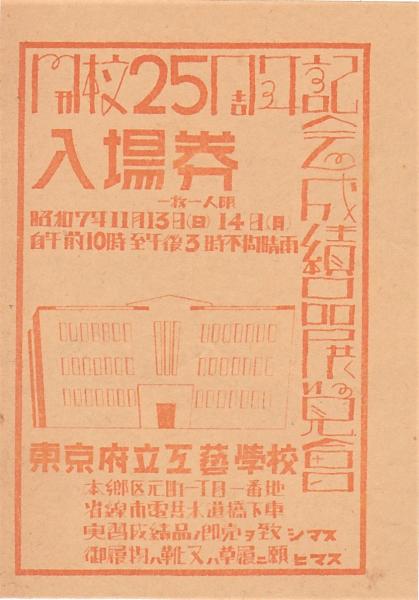 開校25周年記念成績品展覧会
入場券
一枚一人限
昭和7年11月13日(日) 14日(月)
自午前10時至午後3時不問晴雨
東京府立工藝學校
本郷区元町一丁目一番地
省線市電共水道橋下車
実習成績品ノ即売ヲ致シマス
御履物ハ靴又ハ草履ニ願ヒマス